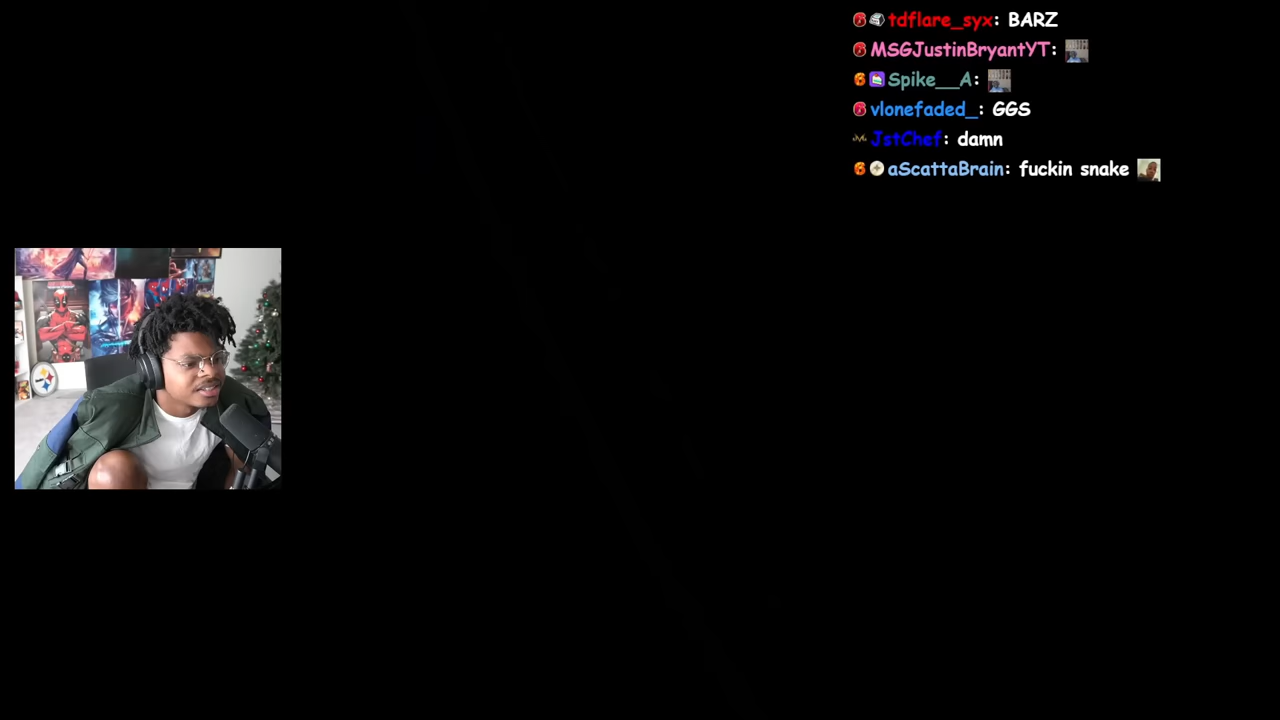 tdflare_syx: BARZ
MSGJustinBryantYT:
Spike__A:
vlonefaded_: GGS
JstChef: damn
aScattaBrain: fuckin snake